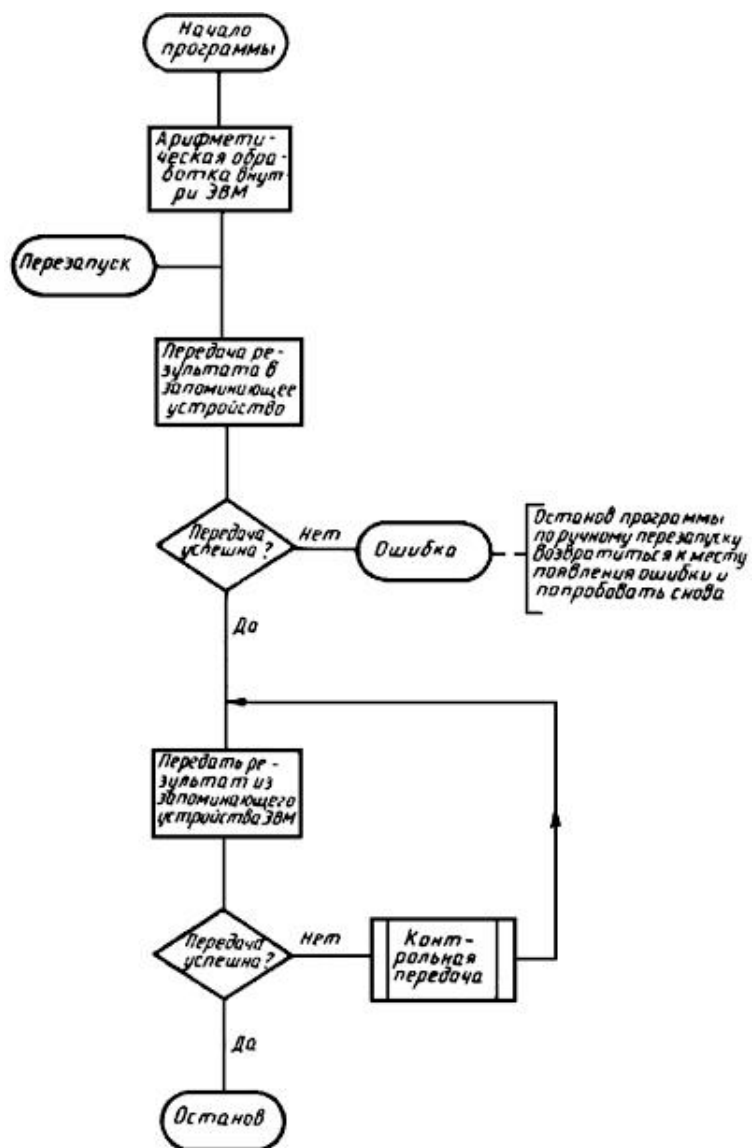 Начало
программы
Арифмети-
ческая обра-
ботка внут-
ри ЭВМ
Перезапуск
Передача ре-
зультата в
запоминающее
устройство
Передача
успешна?
Нет
Ошибка
Останов программы
по ручному перезапуску
возвратиться к месту
появления ошибки и
попробовать снова
Да
Передать ре-
зультат из
запоминающего
устройства ЭВМ
Передача
успешна?
Нет
Конт-
рольная
передача
Да
Останов